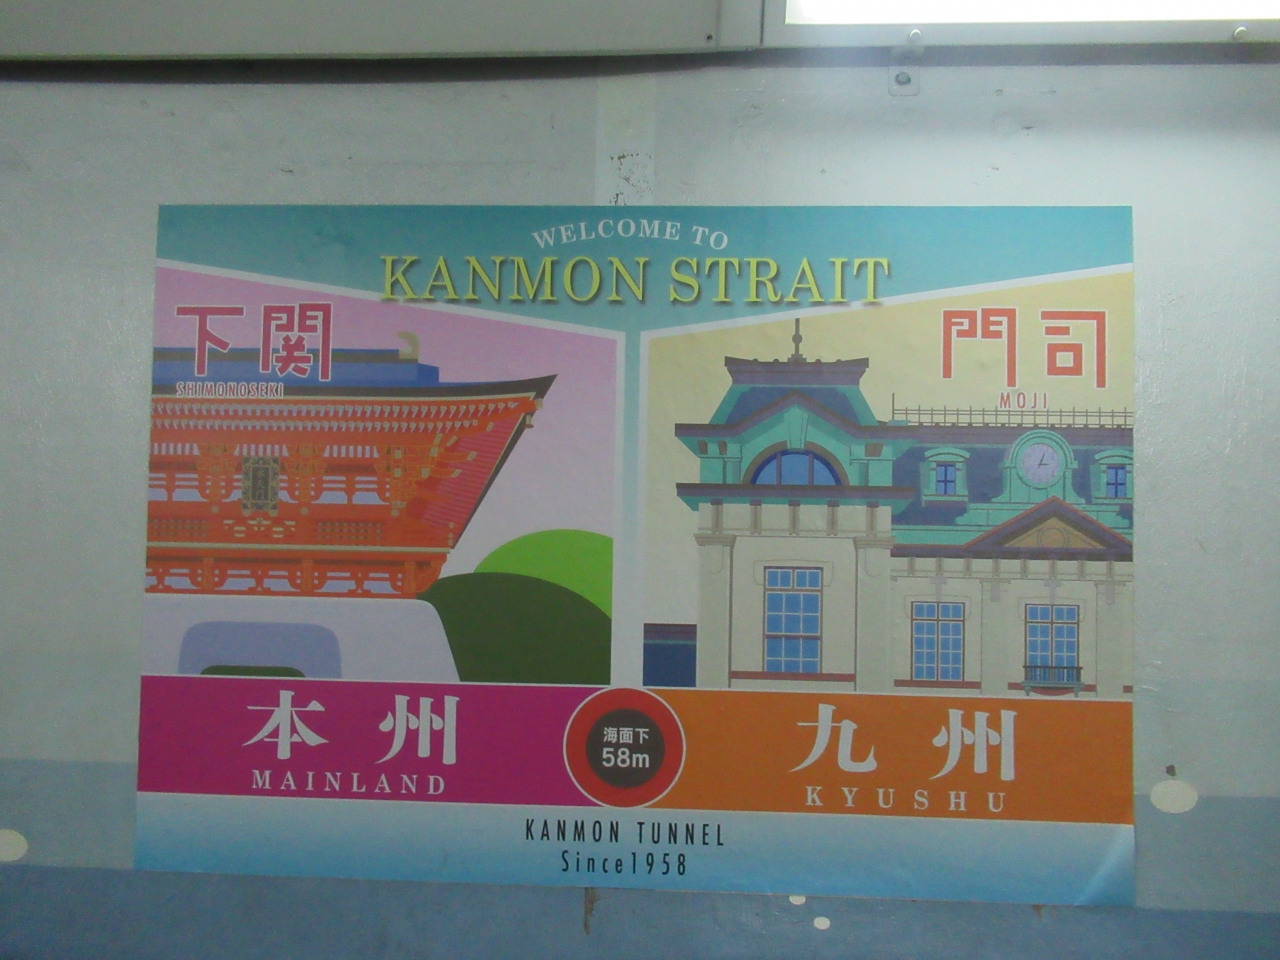 WELCOME TO
KANMON STRAIT
下関
SHIMONOSEKI
門司
MOJI
本州
MAINLAND
海面下
58m
九州
KYUSHU
KANMON TUNNEL
Since1958